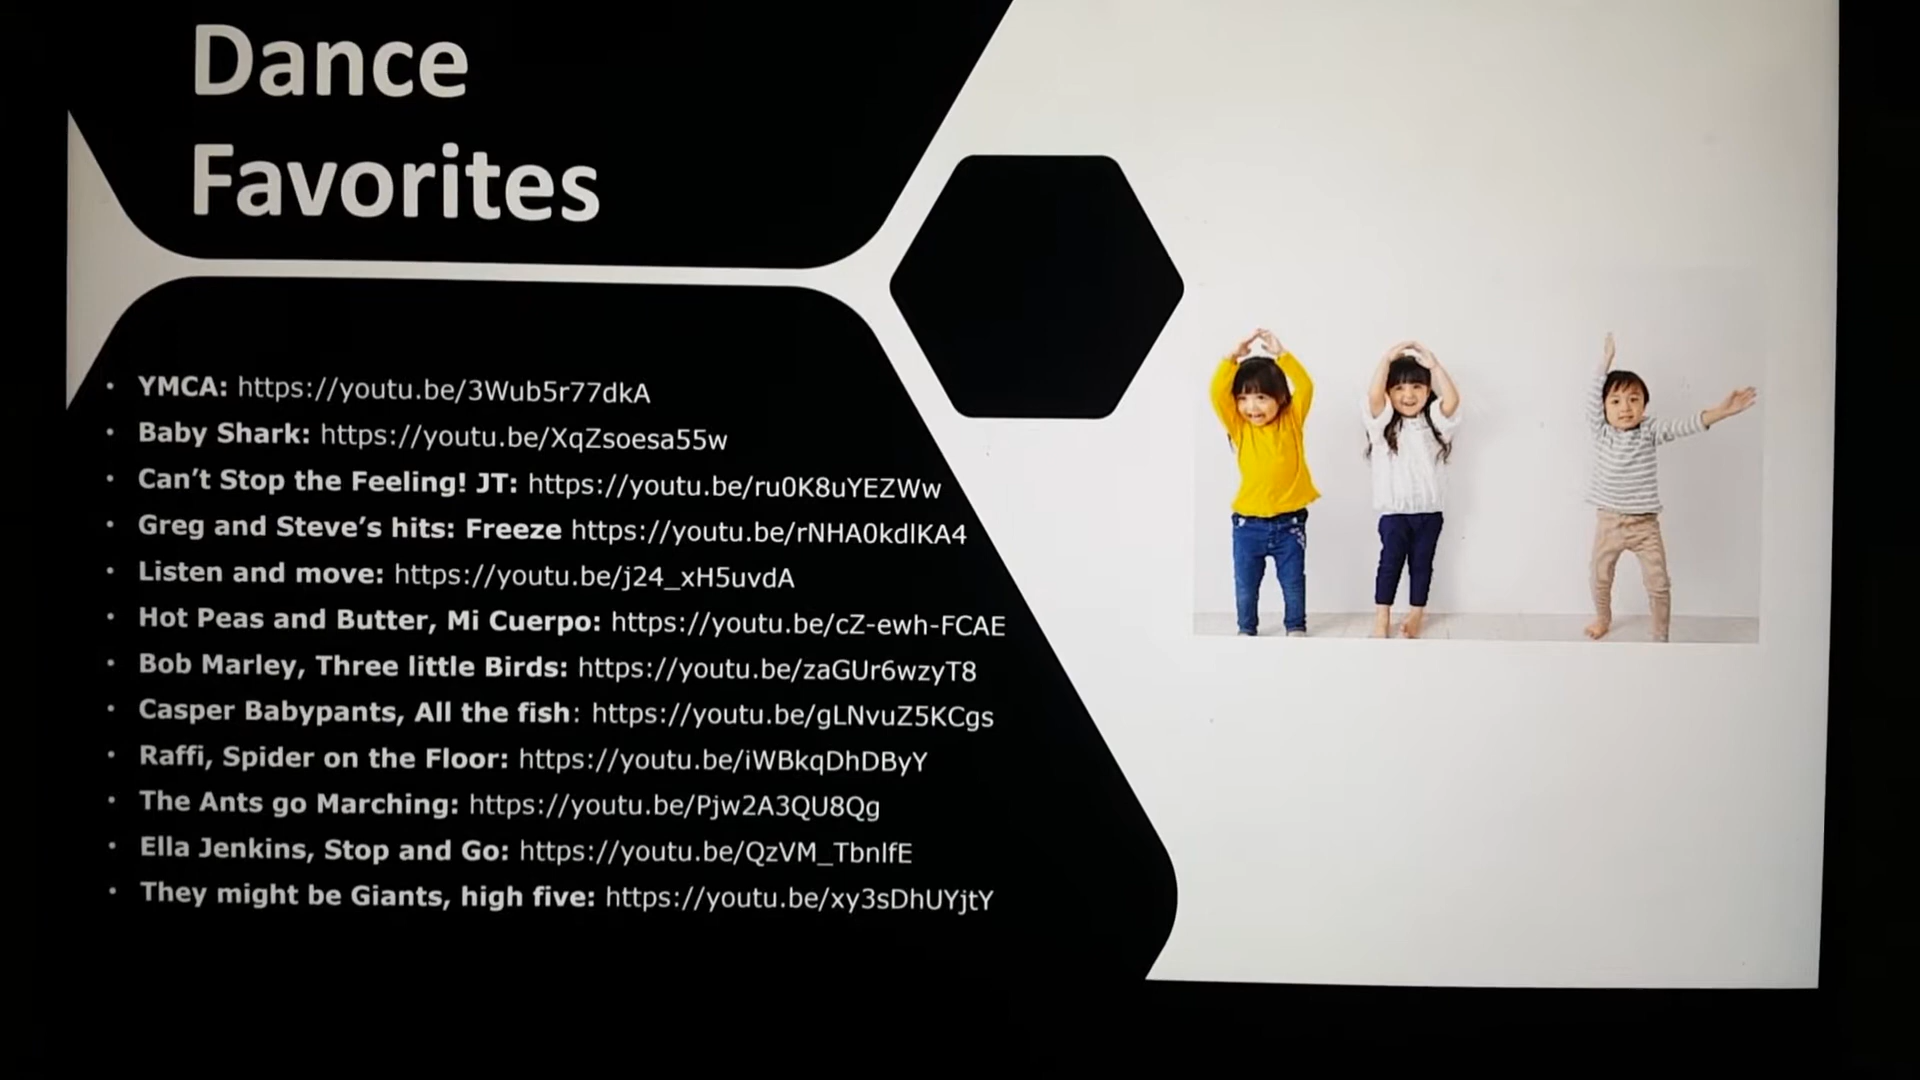 Dance
Favorites
• YMCA: https://youtu.be/3Wub5r77dkA
• Baby Shark: https://youtu.be/XqZsoesa55w
• Can’t Stop the Feeling! JT: https://youtu.be/ru0K8uYEZWw
• Greg and Steve’s hits: Freeze https://youtu.be/rNHA0kdlKA4
• Listen and move: https://youtu.be/j24_xH5uvdA
• Hot Peas and Butter, Mi Cuerpo: https://youtu.be/cZ-ewh-FCAE
• Bob Marley, Three little Birds: https://youtu.be/zaGUr6wzyT8
• Casper Babypants, All the fish: https://youtu.be/gLNvuZ5KCgs
• Raffi, Spider on the Floor: https://youtu.be/iWBkqDhDByY
• The Ants go Marching: https://youtu.be/Pjw2A3QU8Qg
• Ella Jenkins, Stop and Go: https://youtu.be/QzVM_TbnlfE
• They might be Giants, high five: https://youtu.be/xy3sDhUYjtY